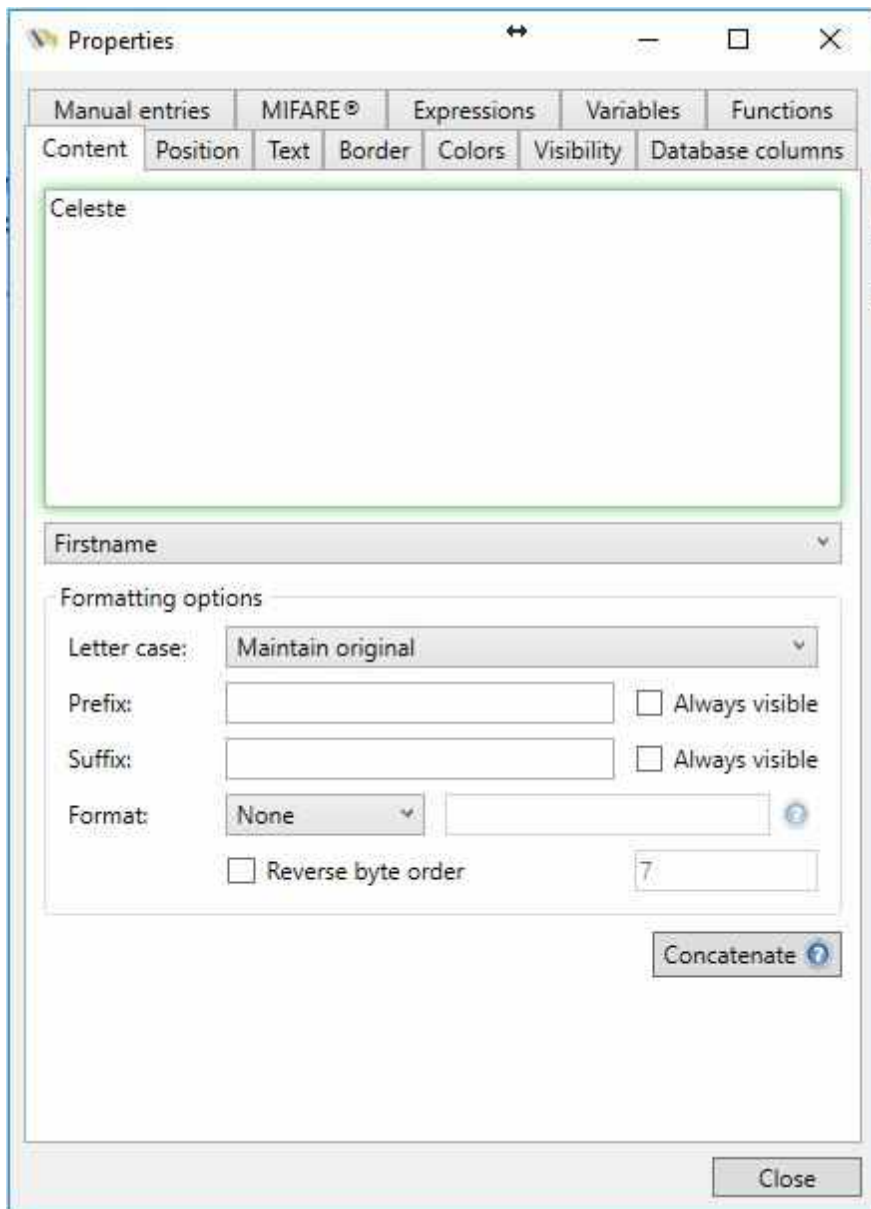 Properties
Manual entries MIFARE® Expressions Variables Functions
Content Position Text Border Colors Visibility Database columns
Celeste
Firstname
Formatting options
Letter case: Maintain original
Prefix: Always visible
Suffix: Always visible
Format: None ?
Reverse byte order 7
Concatenate ?
Close